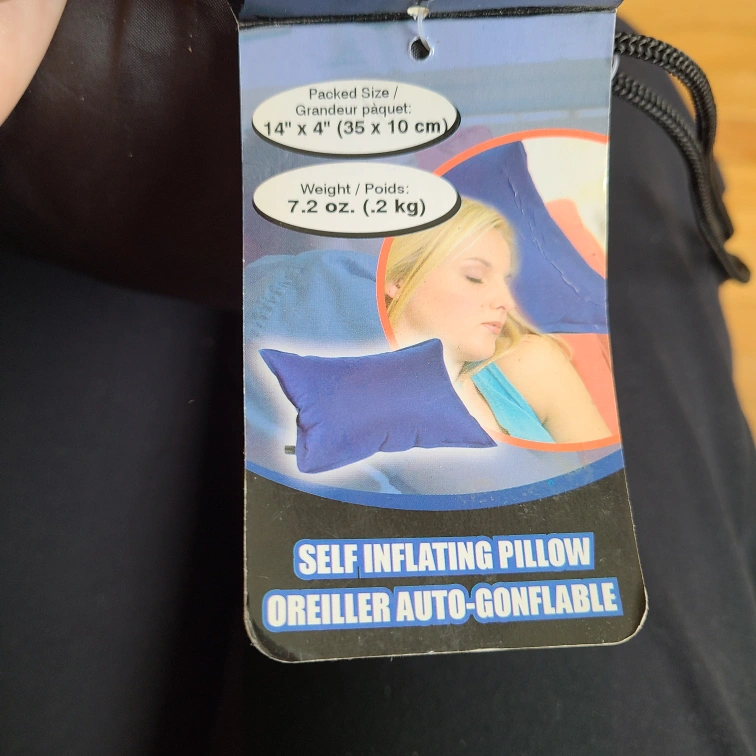 Packed Size /
Grandeur pàquet:
14" x 4" (35 x 10 cm)
Weight / Poids:
7.2 oz. (.2 kg)
SELF INFLATING PILLOW
OREILLER AUTO-GONFLABLE